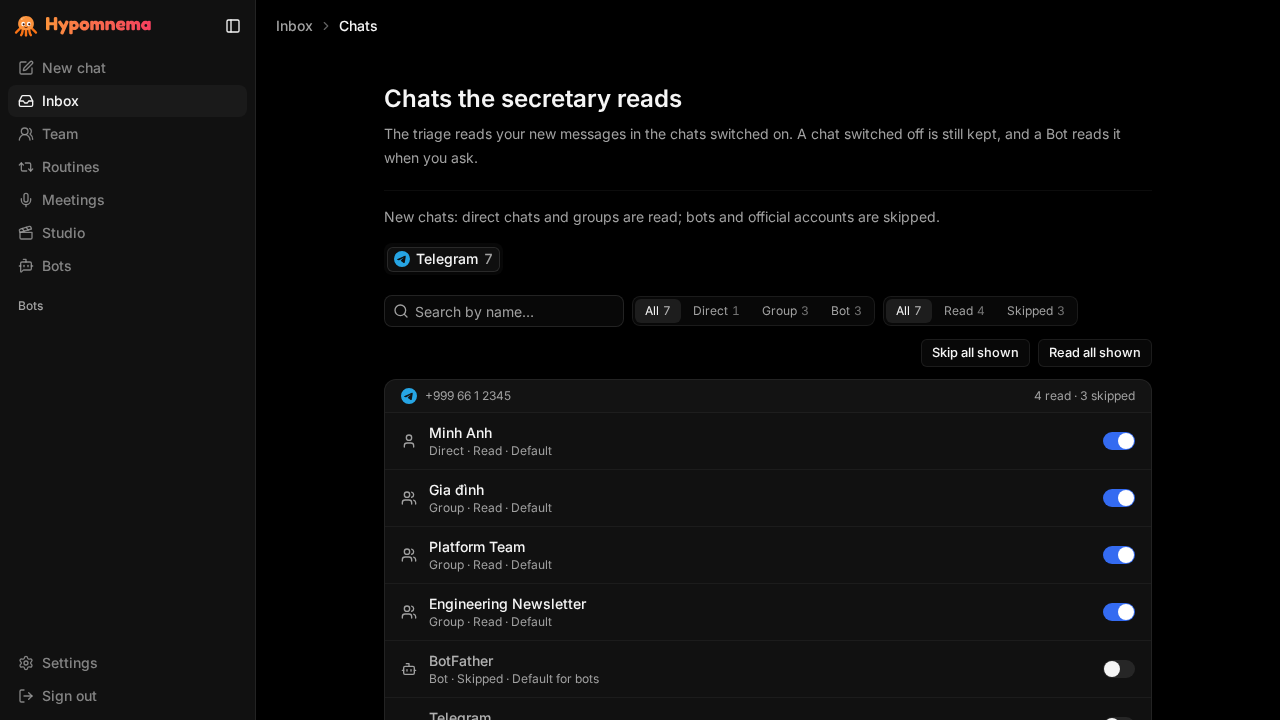 Hypomnema
New chat
Inbox
Team
Routines
Meetings
Studio
Bots
Bots
Settings
Sign out
Inbox > Chats
Chats the secretary reads
The triage reads your new messages in the chats switched on. A chat switched off is still kept, and a Bot reads it
when you ask.
New chats: direct chats and groups are read; bots and official accounts are skipped.
Telegram 7
Search by name...
All 7 Direct 1 Group 3 Bot 3
All 7 Read 4 Skipped 3
Skip all shown
Read all shown
+999 66 1 2345
4 read · 3 skipped
Minh Anh
Direct · Read · Default
Gia đình
Group · Read · Default
Platform Team
Group · Read · Default
Engineering Newsletter
Group · Read · Default
BotFather
Bot · Skipped · Default for bots
Telegram